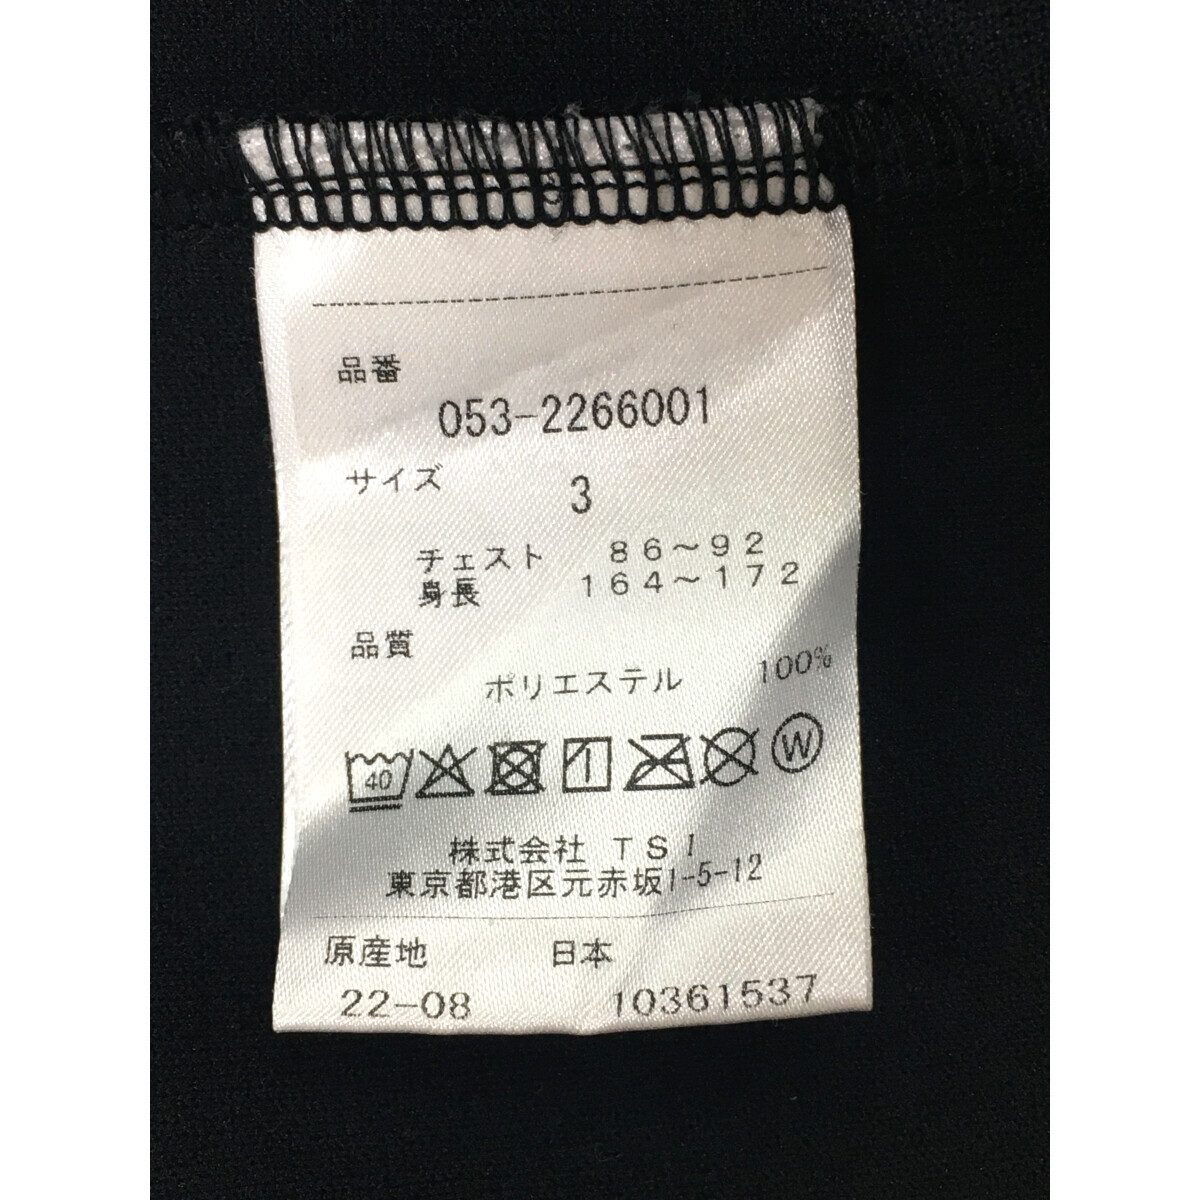 品番
053-2266001
サイズ 3
チェスト 86～92
身長 164～172
品質
ポリエステル 100%
40 W
株式会社 TSI
東京都港区元赤坂1-5-12
原産地 日本
22-08 10361537